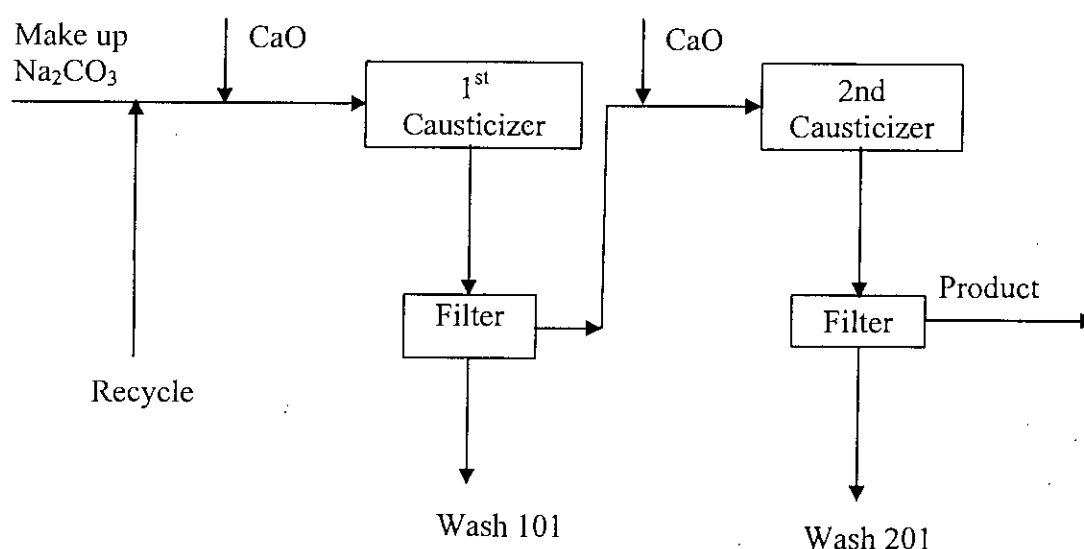 Make up
Na₂CO₃
CaO
CaO
1st
Causticizer
2nd
Causticizer
Filter
Filter
Product
Recycle
Wash 101
Wash 201